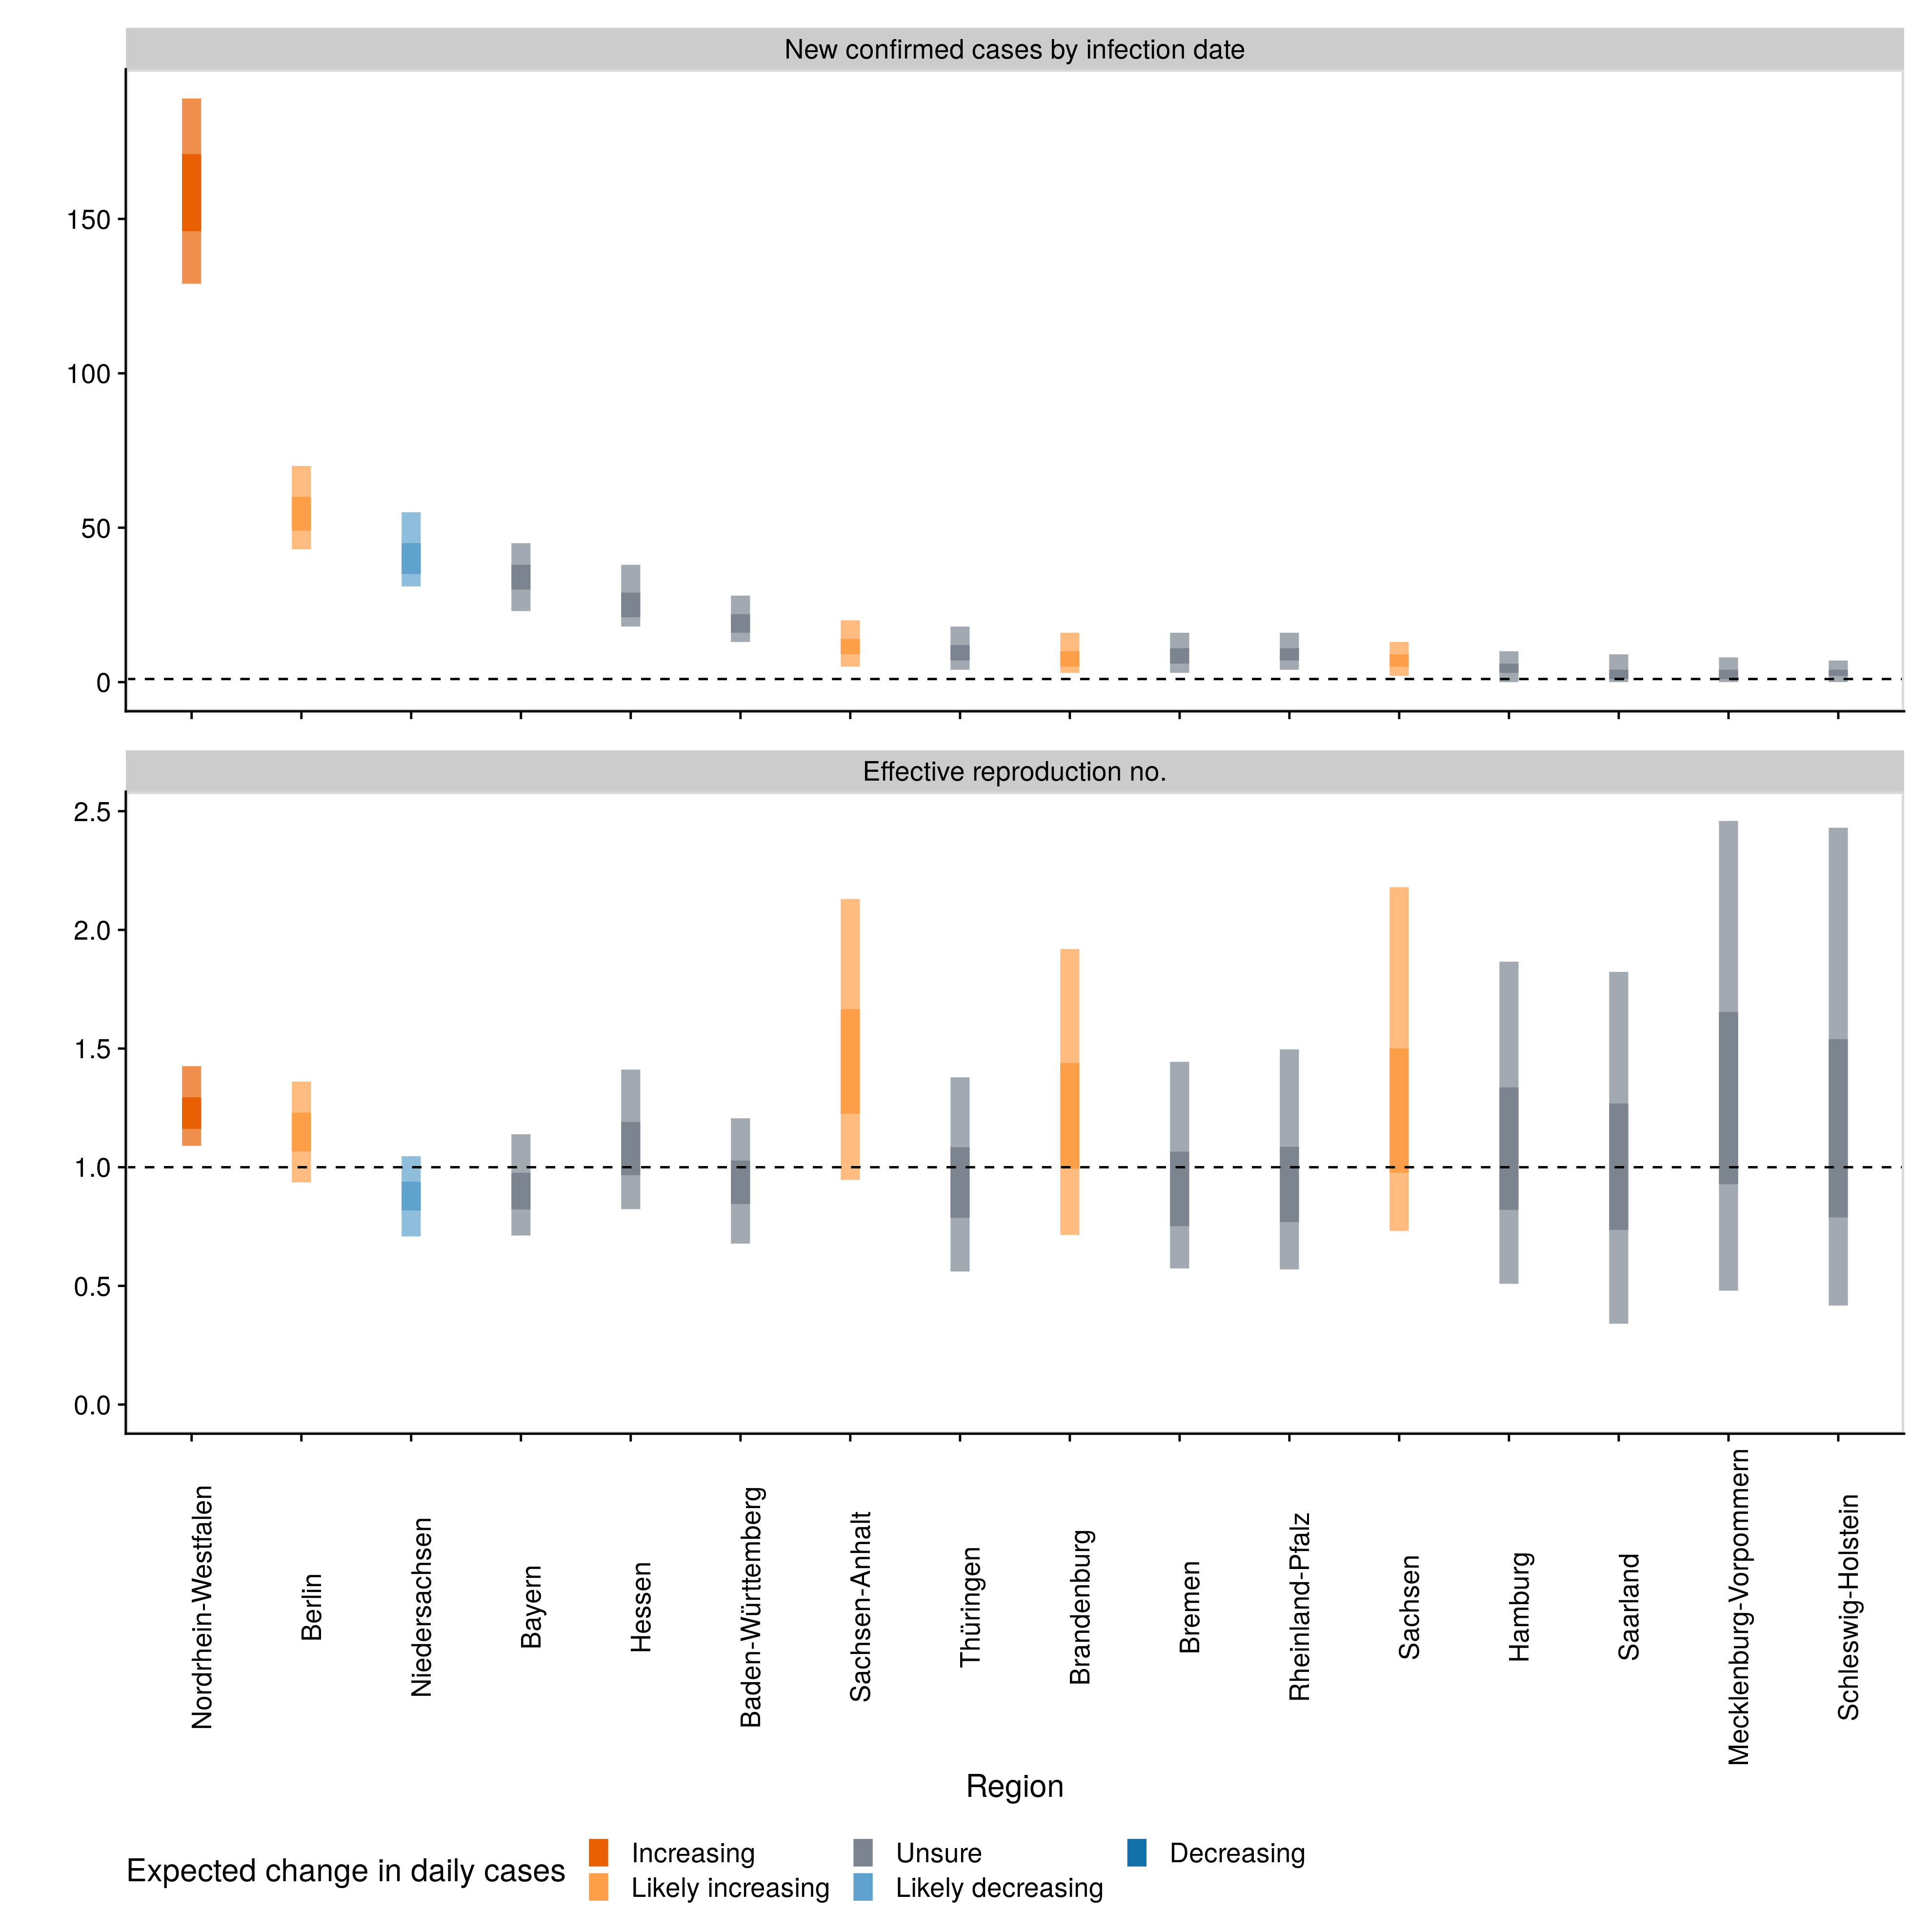 New confirmed cases by infection date
150
100
50
0
Effective reproduction no.
2.5
2.0
1.5
1.0
0.5
0.0
Nordrhein-Westfalen
Berlin
Niedersachsen
Bayern
Hessen
Baden-Württemberg
Sachsen-Anhalt
Thüringen
Brandenburg
Bremen
Rheinland-Pfalz
Sachsen
Hamburg
Saarland
Mecklenburg-Vorpommern
Schleswig-Holstein
Region
Expected change in daily cases
Increasing
Likely increasing
Unsure
Likely decreasing
Decreasing